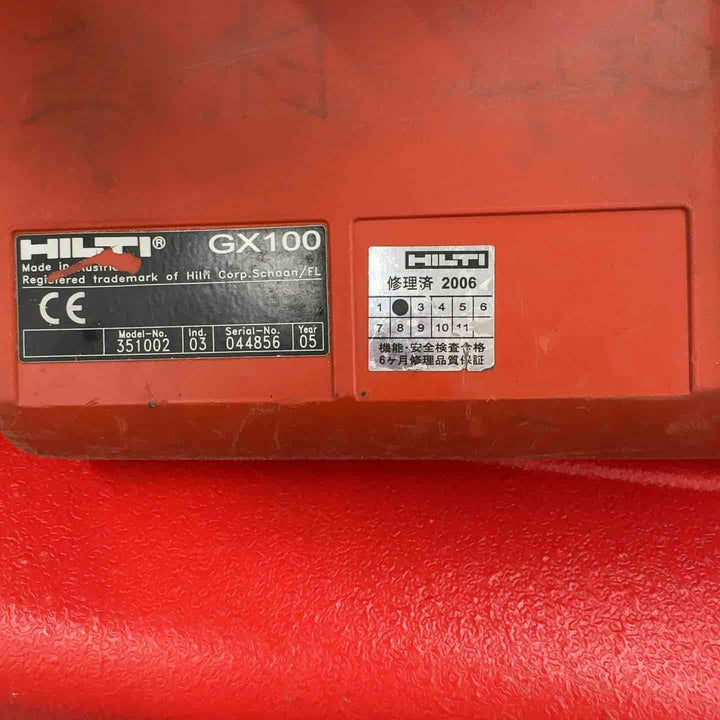 HILTI® GX100
Made in Austria
Registered trademark of Hilti Corp.Schaan/FL
CE
Model-No. Ind. Serial-No. Year
351002 03 044856 05
HILTI
修理済 2006
1 3 4 5 6
7 8 9 10 11
機能・安全検査合格
6ヶ月修理品質保証